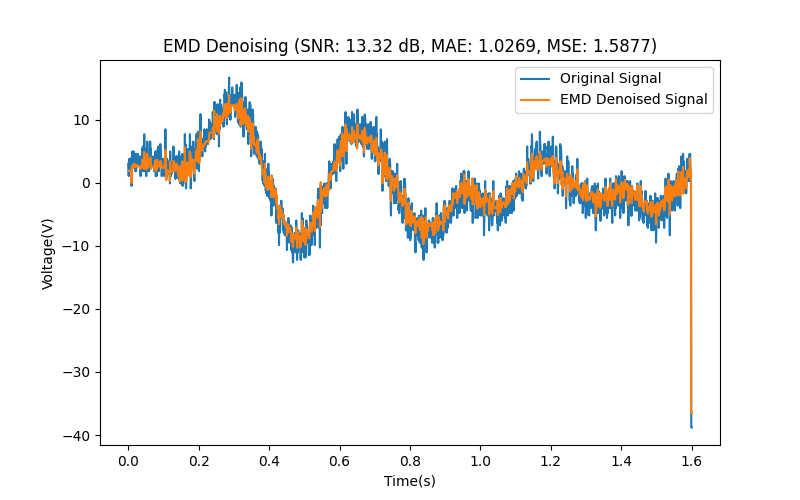 EMD Denoising (SNR: 13.32 dB, MAE: 1.0269, MSE: 1.5877)
Original Signal
EMD Denoised Signal
10
0
−10
−20
−30
−40
Voltage(V)
0.0 0.2 0.4 0.6 0.8 1.0 1.2 1.4 1.6
Time(s)